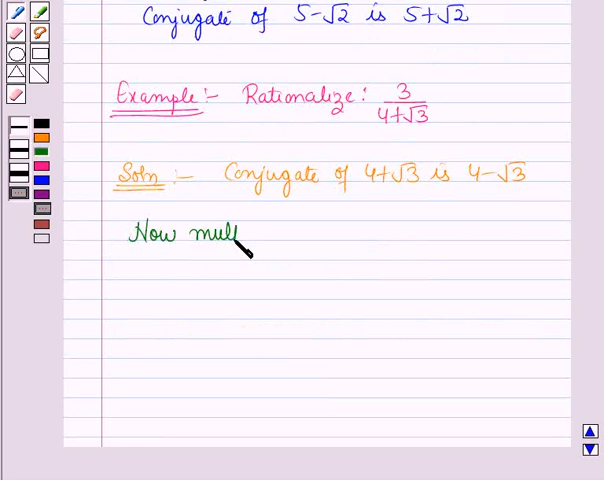 Conjugate of 5-√2 is 5+√2
Example:- Rationalize: 3/4+√3
Soln :- Conjugate of 4+√3 is 4-√3
Now mul